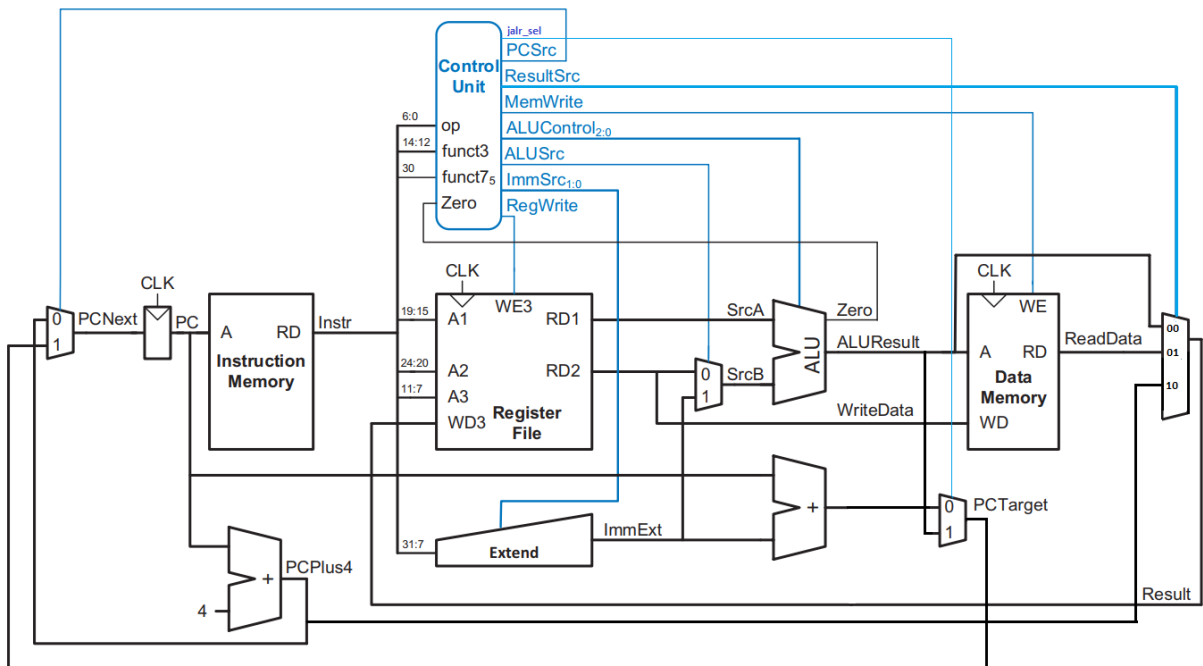 jalr_sel
PCSrc
Control
Unit
ResultSrc
MemWrite
ALUControl2:0
ALUSrc
ImmSrc1:0
RegWrite
6:0
op
14:12
funct3
30
funct75
Zero
CLK
0
1
PCNext
PC
A
RD
Instruction
Memory
Instr
CLK
WE3
19:15
A1
RD1
24:20
A2
RD2
11:7
A3
WD3
Register
File
SrcA
0
1
SrcB
ALU
Zero
ALUResult
WriteData
CLK
WE
A
RD
Data
Memory
WD
ReadData
00
01
10
31:7
Extend
ImmExt
+
0
1
PCTarget
+
PCPlus4
4
Result